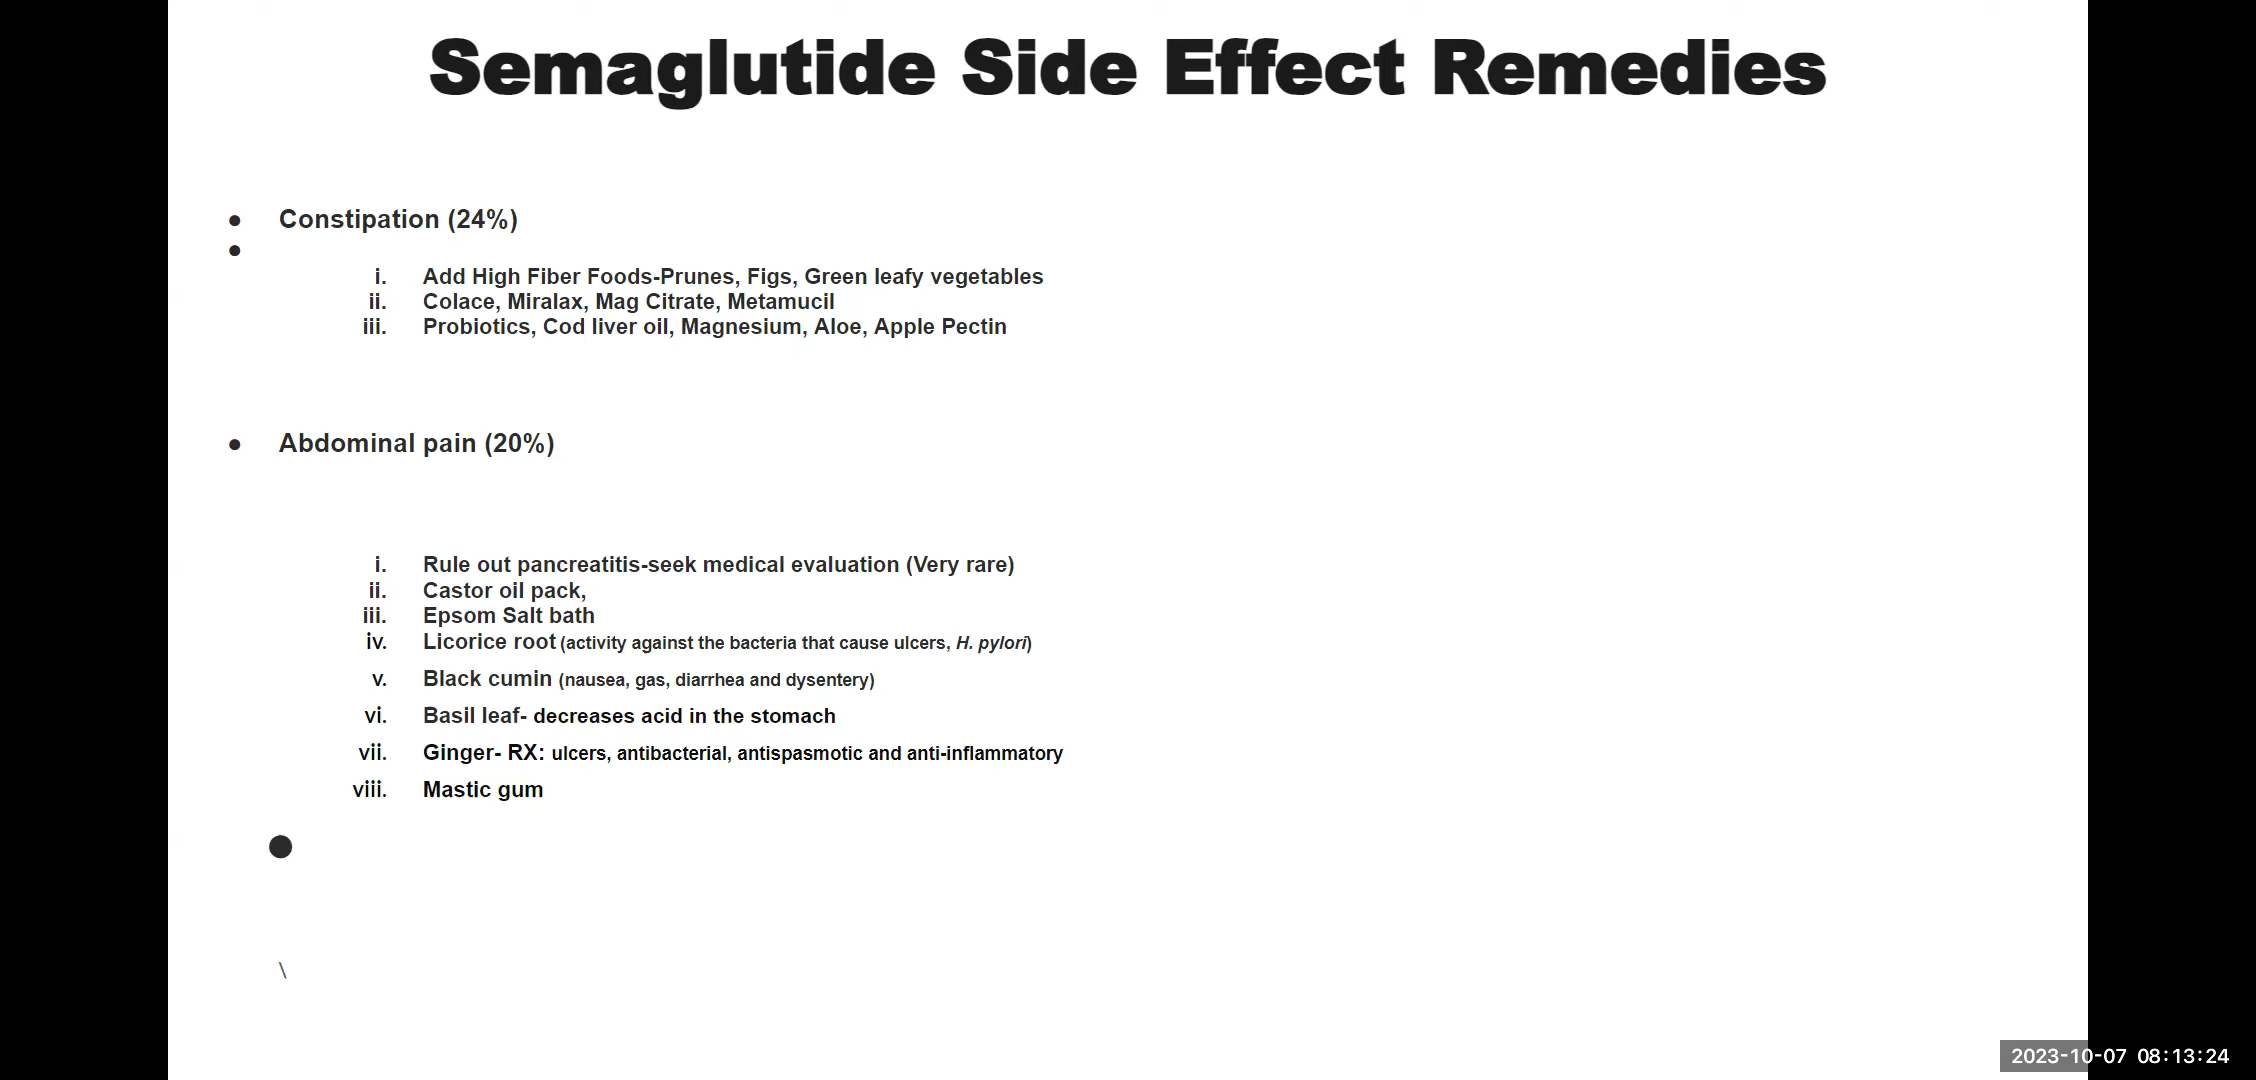 Semaglutide Side Effect Remedies
● Constipation (24%)
●
i. Add High Fiber Foods-Prunes, Figs, Green leafy vegetables
ii. Colace, Miralax, Mag Citrate, Metamucil
iii. Probiotics, Cod liver oil, Magnesium, Aloe, Apple Pectin
● Abdominal pain (20%)
i. Rule out pancreatitis-seek medical evaluation (Very rare)
ii. Castor oil pack,
iii. Epsom Salt bath
iv. Licorice root (activity against the bacteria that cause ulcers, H. pylori)
v. Black cumin (nausea, gas, diarrhea and dysentery)
vi. Basil leaf- decreases acid in the stomach
vii. Ginger- RX: ulcers, antibacterial, antispasmotic and anti-inflammatory
viii. Mastic gum
●
\
2023-10-07 08:13:24